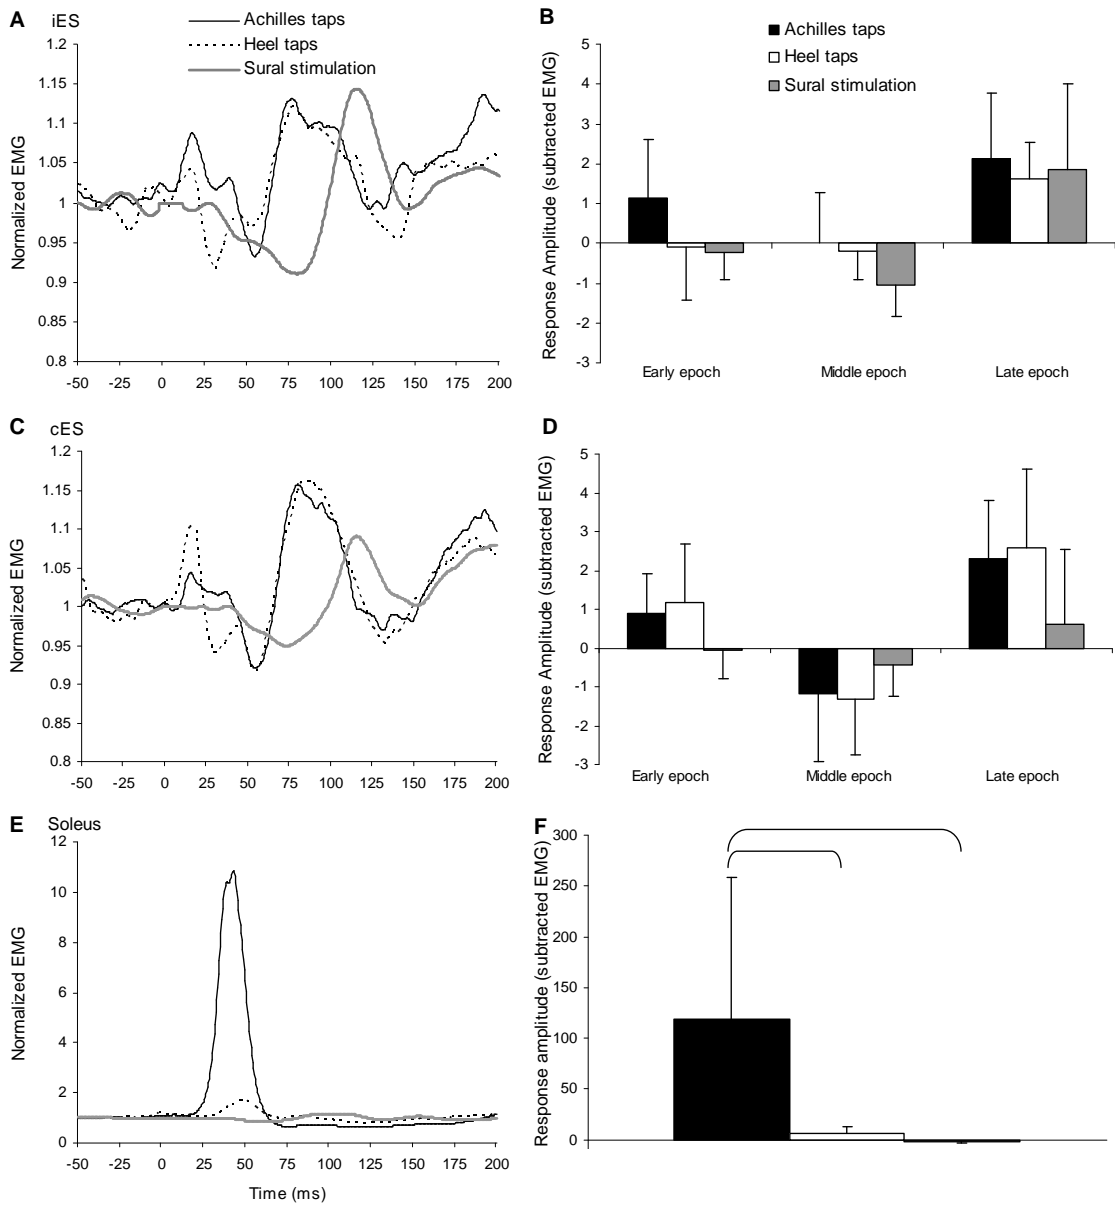 A iES
Achilles taps
Heel taps
Sural stimulation
Normalized EMG
1.2
1.15
1.1
1.05
1
0.95
0.9
0.85
0.8
-50 -25 0 25 50 75 100 125 150 175 200
B
Achilles taps
Heel taps
Sural stimulation
Response Amplitude (subtracted EMG)
5
4
3
2
1
0
-1
-2
-3
Early epoch Middle epoch Late epoch
C cES
Normalized EMG
1.2
1.15
1.1
1.05
1
0.95
0.9
0.85
0.8
-50 -25 0 25 50 75 100 125 150 175 200
D
Response Amplitude (subtracted EMG)
5
4
3
2
1
0
-1
-2
-3
Early epoch Middle epoch Late epoch
E Soleus
Normalized EMG
12
10
8
6
4
2
0
-50 -25 0 25 50 75 100 125 150 175 200
Time (ms)
F
Response amplitude (subtracted EMG)
300
250
200
150
100
50
0